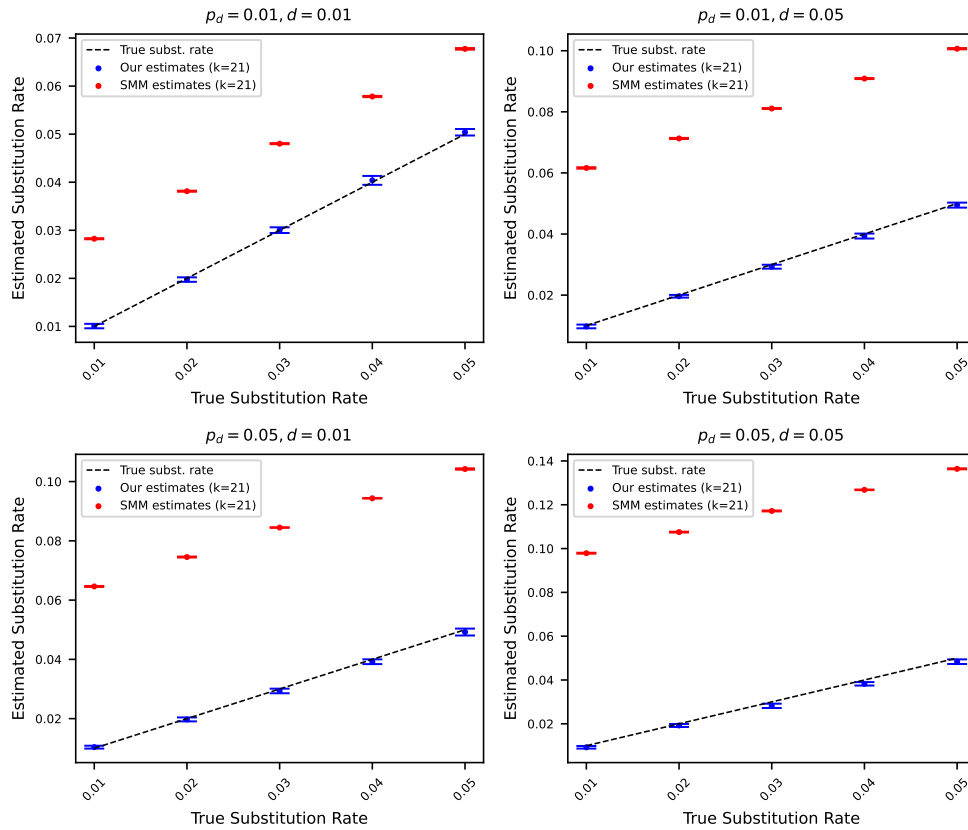 p_d = 0.01, d = 0.01
Estimated Substitution Rate
0.07
0.06
0.05
0.04
0.03
0.02
0.01
True subst. rate
Our estimates (k=21)
SMM estimates (k=21)
0.01 0.02 0.03 0.04 0.05
True Substitution Rate
p_d = 0.01, d = 0.05
Estimated Substitution Rate
0.10
0.08
0.06
0.04
0.02
True subst. rate
Our estimates (k=21)
SMM estimates (k=21)
0.01 0.02 0.03 0.04 0.05
True Substitution Rate
p_d = 0.05, d = 0.01
Estimated Substitution Rate
0.10
0.08
0.06
0.04
0.02
True subst. rate
Our estimates (k=21)
SMM estimates (k=21)
0.01 0.02 0.03 0.04 0.05
True Substitution Rate
p_d = 0.05, d = 0.05
Estimated Substitution Rate
0.14
0.12
0.10
0.08
0.06
0.04
0.02
True subst. rate
Our estimates (k=21)
SMM estimates (k=21)
0.01 0.02 0.03 0.04 0.05
True Substitution Rate